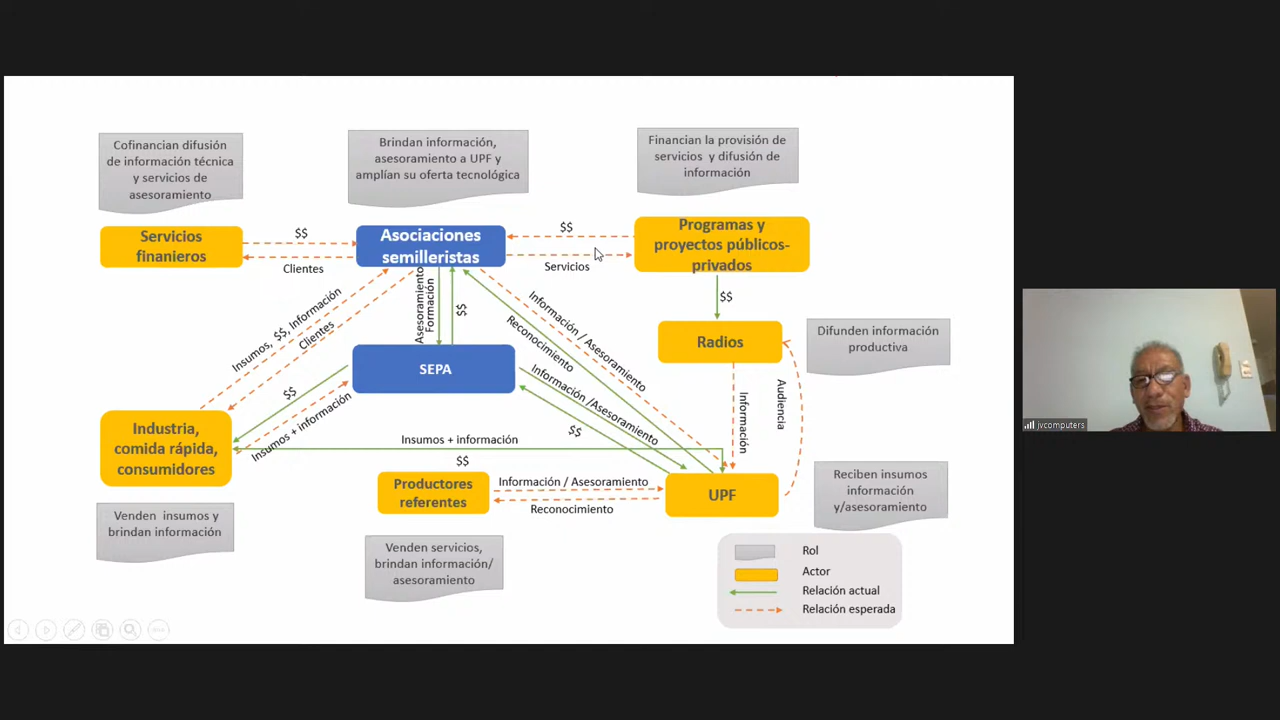 Cofinancian difusión
de información técnica
y servicios de
asesoramiento
Brindan información,
asesoramiento a UPF y
amplían su oferta tecnológica
Financian la provisión de
servicios y difusión de
información
Servicios
finanieros
$$
Clientes
Asociaciones
semilleristas
$$
Servicios
Programas y
proyectos públicos-
privados
Insumos, $$, Información
Clientes
Asesoramiento
Formación
$$
Información / Asesoramiento
Reconocimiento
$$
Radios
Difunden información
productiva
SEPA
$$
Insumos + información
Información /Asesoramiento
$$
Información
Audiencia
Industria,
comida rápida,
consumidores
Insumos + información
$$
Productores
referentes
Información / Asesoramiento
Reconocimiento
UPF
Reciben insumos
información
y/asesoramiento
Venden insumos y
brindan información
Venden servicios,
brindan información/
asesoramiento
Rol
Actor
Relación actual
Relación esperada
jvcomputers